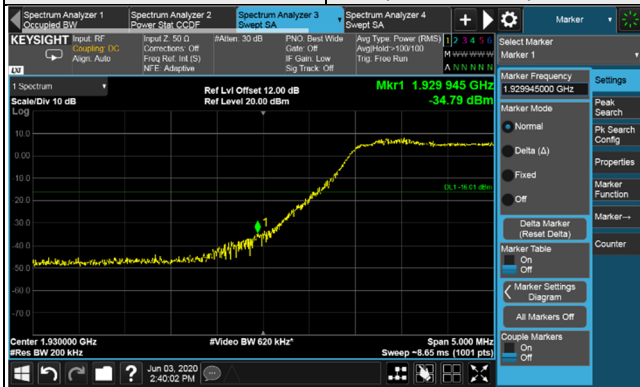 Spectrum Analyzer 1
Occupied BW
Spectrum Analyzer 2
Power Stat CCDF
Spectrum Analyzer 3
Swept SA
Spectrum Analyzer 4
Swept SA
Marker
KEYSIGHT
Input: RF
Coupling: DC
Align: Auto
Input Z: 50 Ω
Corrections: Off
Freq Ref: Int (S)
NFE: Adaptive
#Atten: 30 dB
PNO: Best Wide
Gate: Off
IF Gain: Low
Sig Track: Off
Avg Type: Power (RMS)
Avg|Hold:>100/100
Trig: Free Run
1 2 3 4 5 6
M W W W W W
A N N N N N
LXI
Select Marker
Marker 1
1 Spectrum
Scale/Div 10 dB
Log
Ref Lvl Offset 12.00 dB
Ref Level 20.00 dBm
Mkr1 1.929 945 GHz
-34.79 dBm
10.0
0.00
-10.0
-20.0
-30.0
-40.0
-50.0
-60.0
-70.0
DL1 -16.01 dBm
1
Center 1.930000 GHz
#Res BW 200 kHz
#Video BW 620 kHz*
Span 5.000 MHz
Sweep ~8.65 ms (1001 pts)
Marker Frequency
1.929945000 GHz
Marker Mode
Normal
Delta (Δ)
Fixed
Off
Delta Marker
(Reset Delta)
Marker Table
On
Off
Marker Settings
Diagram
All Markers Off
Couple Markers
On
Off
Settings
Peak
Search
Pk Search
Config
Properties
Marker
Function
Marker→
Counter
Jun 03, 2020
2:40:02 PM